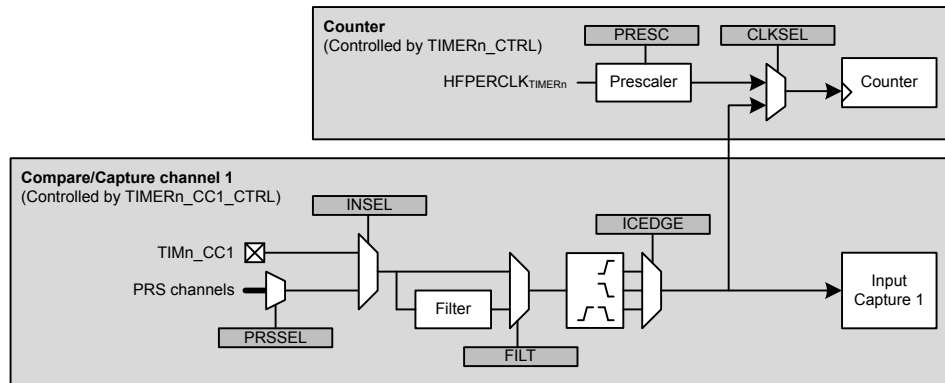 Counter
(Controlled by TIMERn_CTRL)
PRESC
CLKSEL
HFPERCLKTIMERn
Prescaler
Counter
Compare/Capture channel 1
(Controlled by TIMERn_CC1_CTRL)
INSEL
ICEDGE
TIMn_CC1
PRS channels
Filter
Input
Capture 1
PRSSEL
FILT